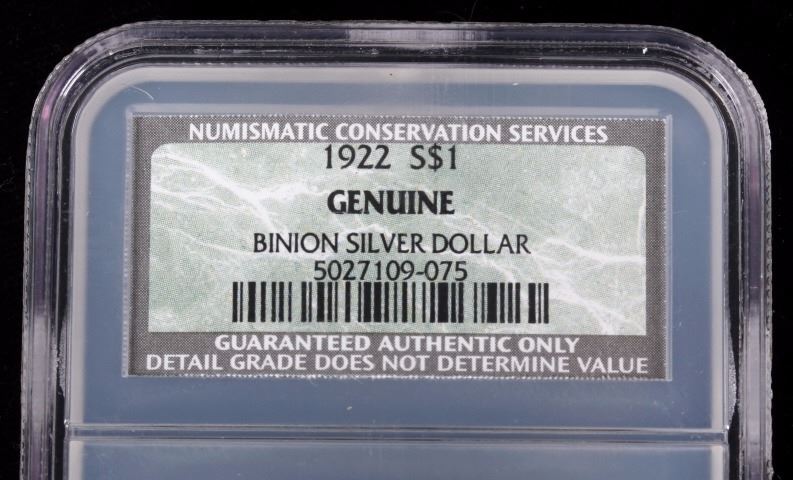 NUMISMATIC CONSERVATION SERVICES
1922 S$1
GENUINE
BINION SILVER DOLLAR
5027109-075
GUARANTEED AUTHENTIC ONLY
DETAIL GRADE DOES NOT DETERMINE VALUE